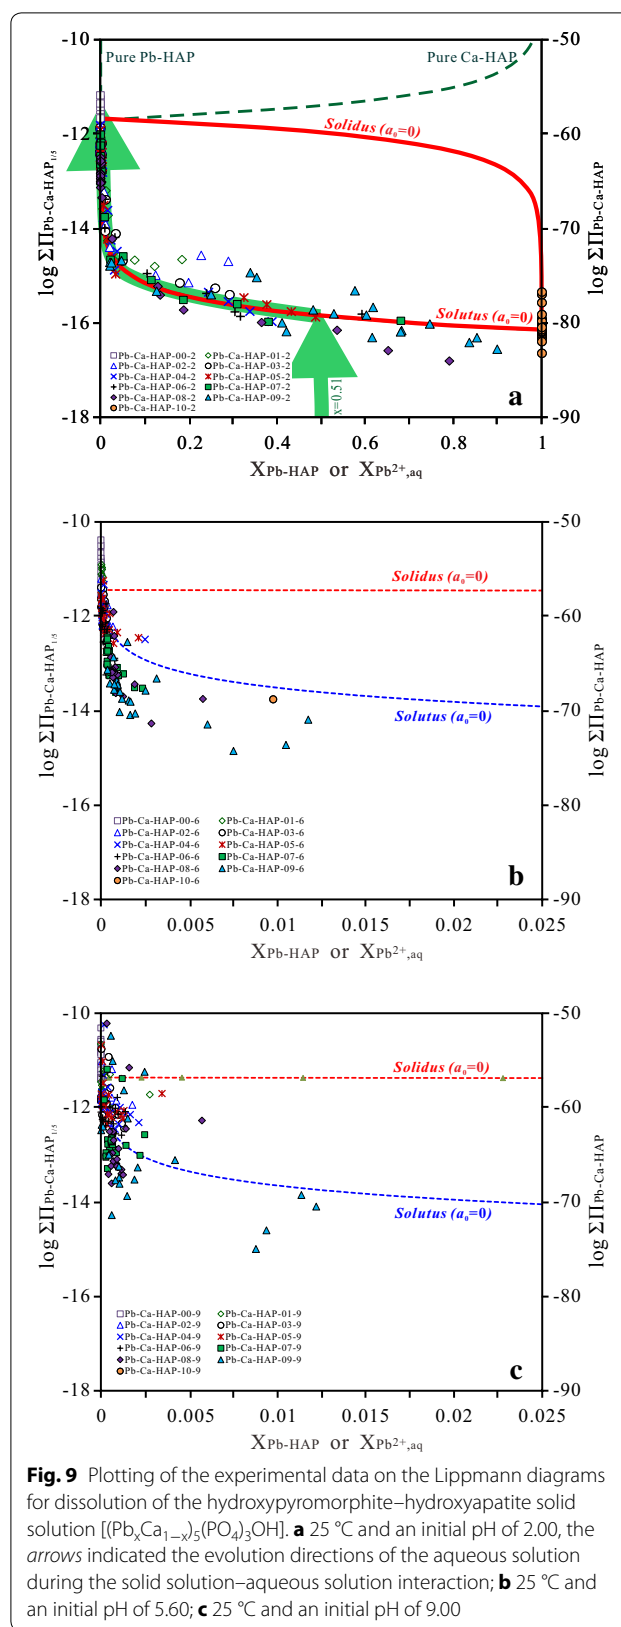 -10
-12
-14
-16
-18
-50
-60
-70
-80
-90
log ΣΠPb-Ca-HAP1/5
log ΣΠPb-Ca-HAP
Pure Pb-HAP
Pure Ca-HAP
Solidus (a0=0)
Solutus (a0=0)
x=0.51
Pb-Ca-HAP-00-2 Pb-Ca-HAP-01-2
Pb-Ca-HAP-02-2 Pb-Ca-HAP-03-2
Pb-Ca-HAP-04-2 Pb-Ca-HAP-05-2
Pb-Ca-HAP-06-2 Pb-Ca-HAP-07-2
Pb-Ca-HAP-08-2 Pb-Ca-HAP-09-2
Pb-Ca-HAP-10-2
a
0 0.2 0.4 0.6 0.8 1
XPb-HAP or XPb2+,aq
-10
-12
-14
-16
-18
-50
-60
-70
-80
-90
log ΣΠPb-Ca-HAP1/5
log ΣΠPb-Ca-HAP
Solidus (a0=0)
Solutus (a0=0)
Pb-Ca-HAP-00-6 Pb-Ca-HAP-01-6
Pb-Ca-HAP-02-6 Pb-Ca-HAP-03-6
Pb-Ca-HAP-04-6 Pb-Ca-HAP-05-6
Pb-Ca-HAP-06-6 Pb-Ca-HAP-07-6
Pb-Ca-HAP-08-6 Pb-Ca-HAP-09-6
Pb-Ca-HAP-10-6
b
0 0.005 0.01 0.015 0.02 0.025
XPb-HAP or XPb2+,aq
-10
-12
-14
-16
-18
-50
-60
-70
-80
-90
log ΣΠPb-Ca-HAP1/5
log ΣΠPb-Ca-HAP
Solidus (a0=0)
Solutus (a0=0)
Pb-Ca-HAP-00-9 Pb-Ca-HAP-01-9
Pb-Ca-HAP-02-9 Pb-Ca-HAP-03-9
Pb-Ca-HAP-04-9 Pb-Ca-HAP-05-9
Pb-Ca-HAP-06-9 Pb-Ca-HAP-07-9
Pb-Ca-HAP-08-9 Pb-Ca-HAP-09-9
Pb-Ca-HAP-10-9
c
0 0.005 0.01 0.015 0.02 0.025
XPb-HAP or XPb2+,aq
Fig. 9 Plotting of the experimental data on the Lippmann diagrams
for dissolution of the hydroxypyromorphite–hydroxyapatite solid
solution [(PbxCa1−x)5(PO4)3OH]. a 25 °C and an initial pH of 2.00, the
arrows indicated the evolution directions of the aqueous solution
during the solid solution–aqueous solution interaction; b 25 °C and
an initial pH of 5.60; c 25 °C and an initial pH of 9.00